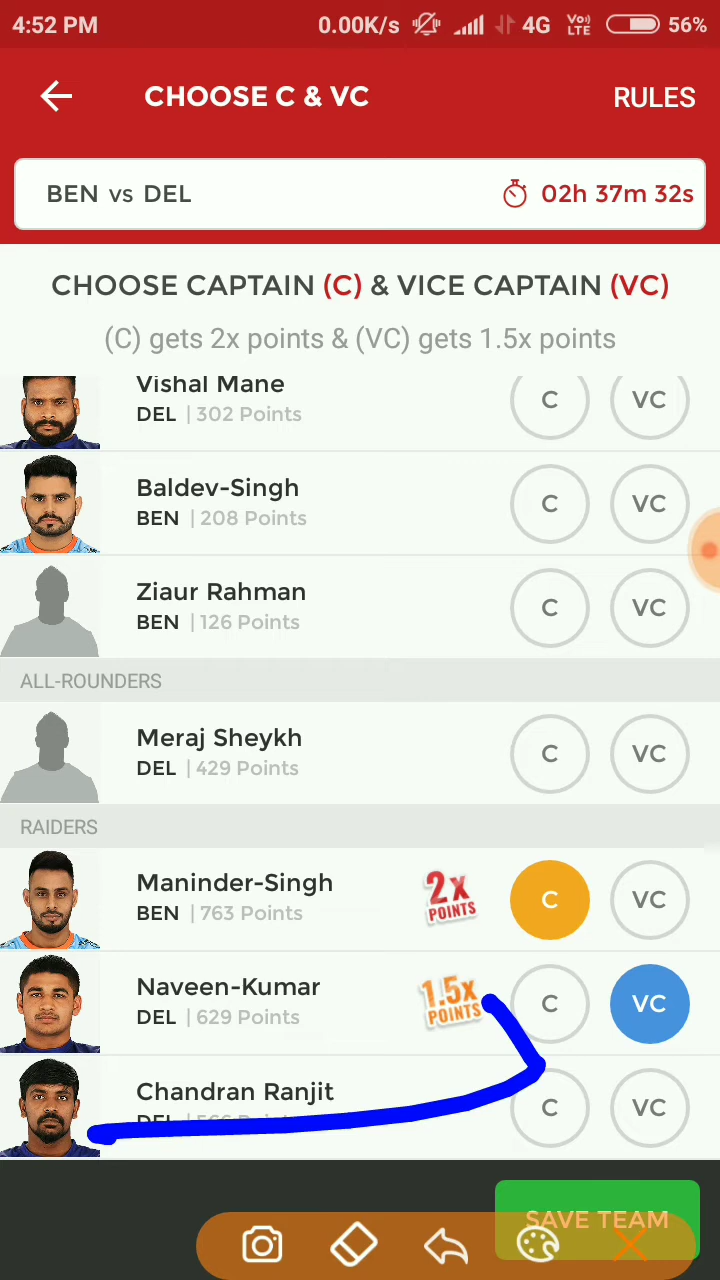 4:52 PM 0.00K/s 4G VoLTE 56%
CHOOSE C & VC RULES
BEN vs DEL 02h 37m 32s
CHOOSE CAPTAIN (C) & VICE CAPTAIN (VC)
(C) gets 2x points & (VC) gets 1.5x points
Vishal Mane
DEL | 302 Points C VC
Baldev-Singh
BEN | 208 Points C VC
Ziaur Rahman
BEN | 126 Points C VC
ALL-ROUNDERS
Meraj Sheykh
DEL | 429 Points C VC
RAIDERS
Maninder-Singh
BEN | 763 Points 2x POINTS C VC
Naveen-Kumar
DEL | 629 Points 1.5x POINTS C VC
Chandran Ranjit
DEL C VC
SAVE TEAM